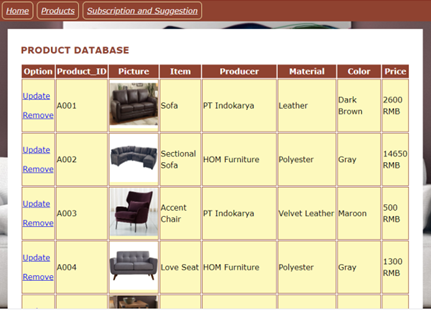 Home Products Subscription and Suggestion
PRODUCT DATABASE
Option Product_ID Picture Item Producer Material Color Price
Update
Remove
A001 Sofa PT Indokarya Leather Dark Brown 2600 RMB
Update
Remove
A002 Sectional Sofa HOM Furniture Polyester Gray 14650 RMB
Update
Remove
A003 Accent Chair PT Indokarya Velvet Leather Maroon 500 RMB
Update
Remove
A004 Love Seat HOM Furniture Polyester Gray 1300 RMB